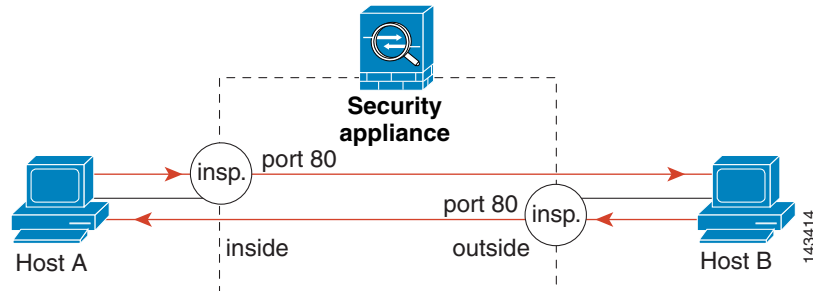 Security
appliance
insp.
port 80
port 80
insp.
inside
outside
Host A
Host B
143414